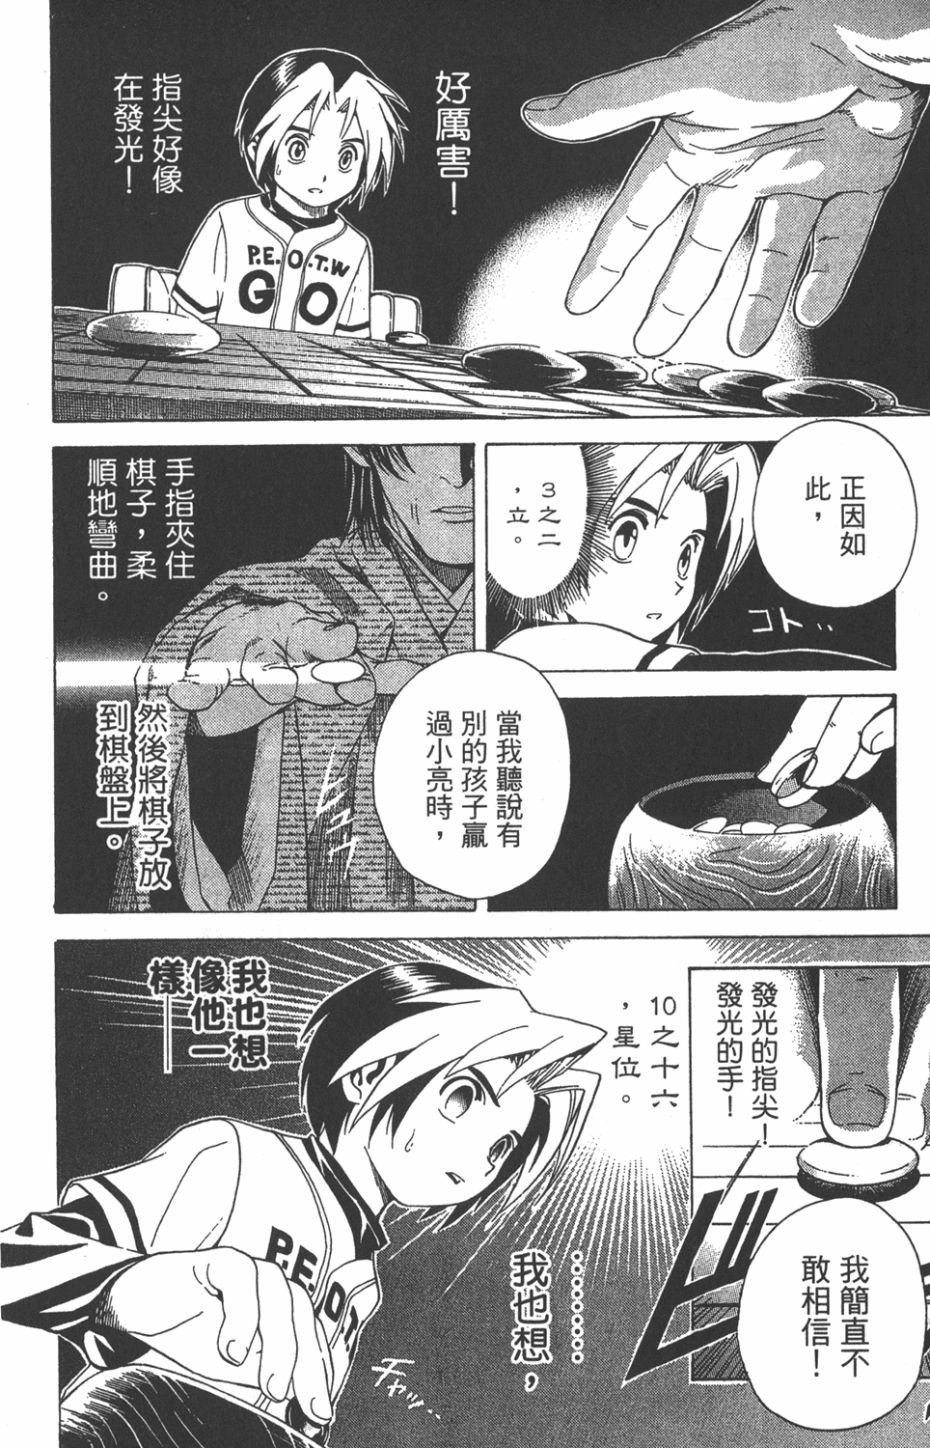 好厲害！
指尖好像
在發光！
P.E.O.T.W
GO
正因如
此，
3之二
，立。
コト‥
手指夾住
棋子，柔
順地彎曲。
然後將棋子放
到棋盤上。
當我聽說有
別的孩子贏
過小亮時，
發光的指尖！
發光的手！
我簡直不
敢相信！
10之十六
，星位。
我也想
像他一
樣——
………
我也想，
P.E.O.T.
チャッ